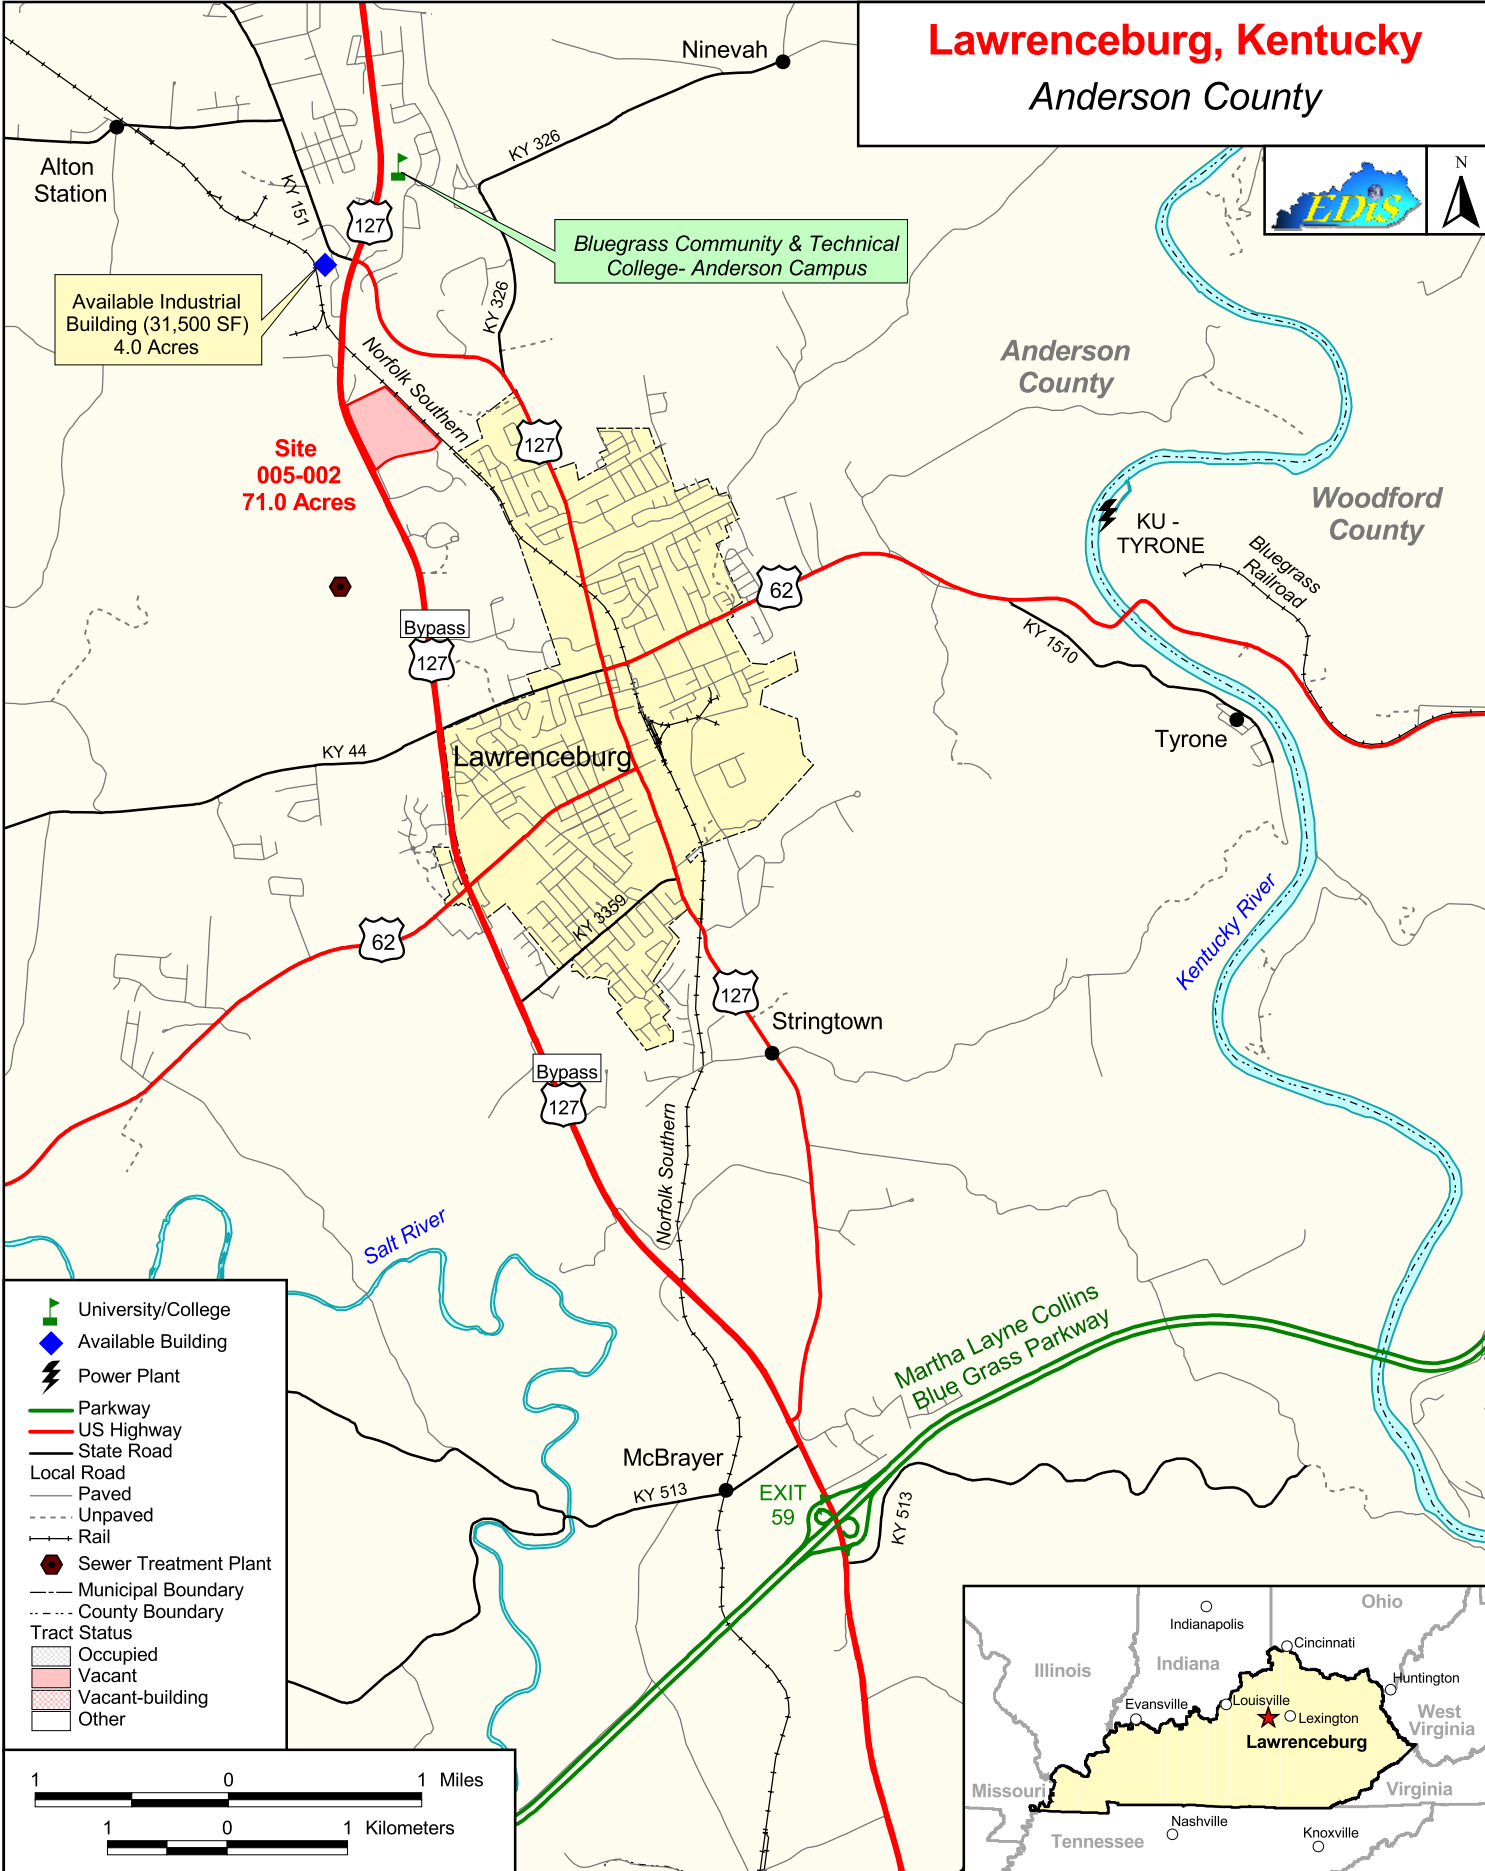 Lawrenceburg, Kentucky
Anderson County
EDiS
N
Ninevah
Alton
Station
KY 151
KY 326
127
Bluegrass Community & Technical
College- Anderson Campus
Available Industrial
Building (31,500 SF)
4.0 Acres
KY 326
Norfolk Southern
Anderson
County
127
Site
005-002
71.0 Acres
Woodford
County
KU -
TYRONE
Bluegrass
Railroad
62
Bypass
127
KY 1510
Tyrone
KY 44
Lawrenceburg
KY 3359
62
Kentucky River
127
Stringtown
Bypass
127
Norfolk Southern
Salt River
Martha Layne Collins
Blue Grass Parkway
McBrayer
KY 513
EXIT
59
KY 513
University/College
Available Building
Power Plant
Parkway
US Highway
State Road
Local Road
Paved
Unpaved
Rail
Sewer Treatment Plant
Municipal Boundary
County Boundary
Tract Status
Occupied
Vacant
Vacant-building
Other
1 0 1 Miles
1 0 1 Kilometers
Ohio
Indianapolis
Cincinnati
Illinois
Indiana
Huntington
Evansville
Louisville
Lexington
West
Virginia
Lawrenceburg
Missouri
Virginia
Nashville
Tennessee
Knoxville